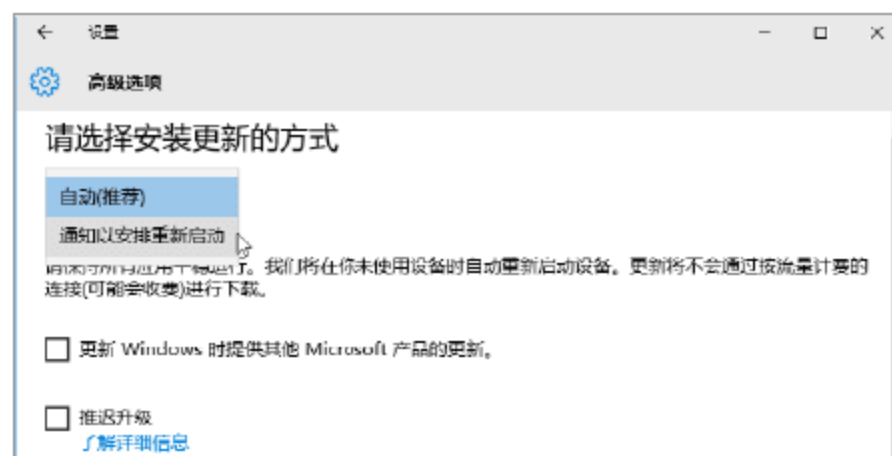 设置
高级选项
请选择安装更新的方式
自动(推荐)
通知以安排重新启动
行。我们将在你未使用设备时自动重新启动设备。更新将不会通过按流量计费的
连接(可能会收费)进行下载。
更新 Windows 时提供其他 Microsoft 产品的更新。
推迟升级
了解详细信息